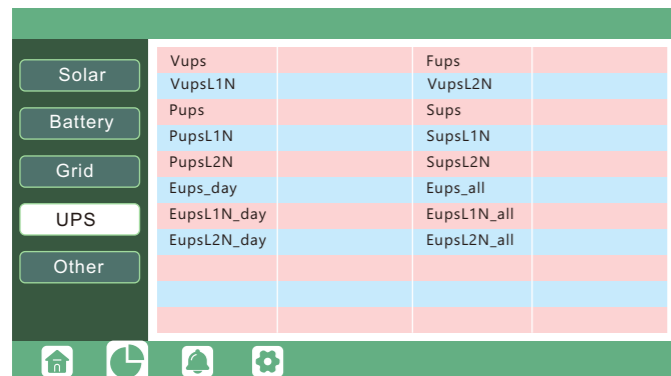 Solar
Battery
Grid
UPS
Other
Vups Fups
VupsL1N VupsL2N
Pups Sups
PupsL1N SupsL1N
PupsL2N SupsL2N
Eups_day Eups_all
EupsL1N_day EupsL1N_all
EupsL2N_day EupsL2N_all